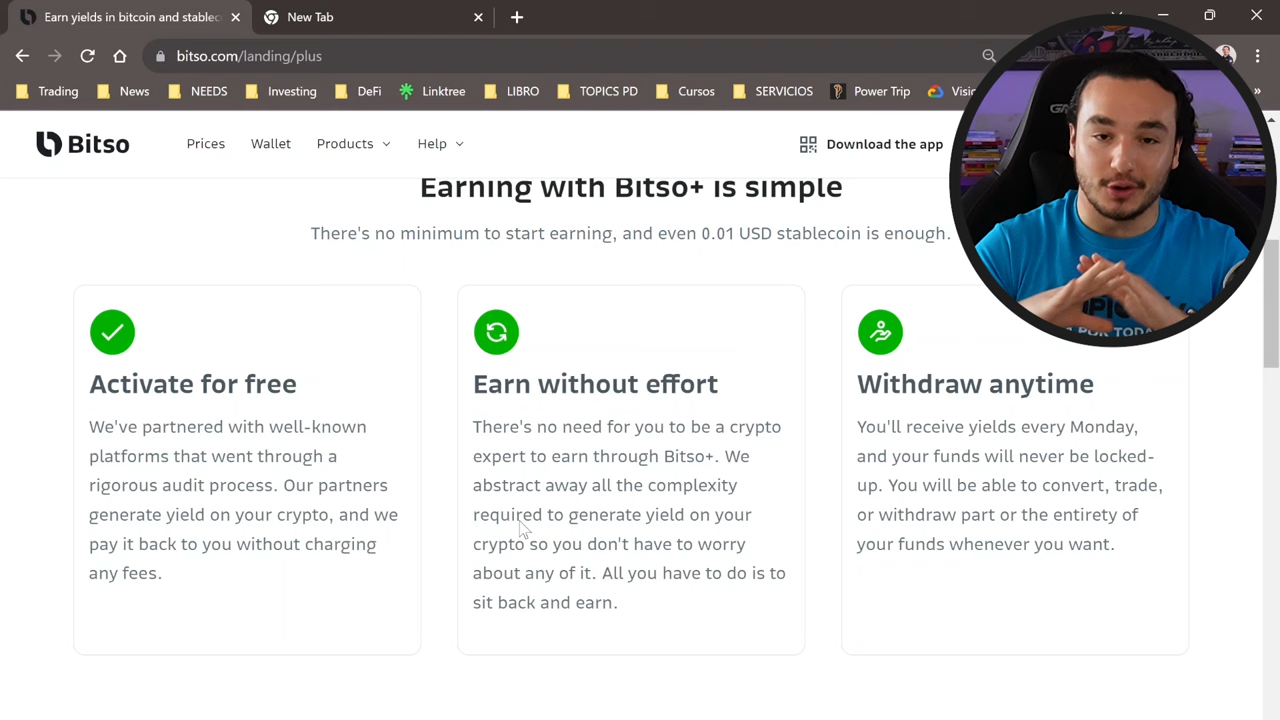 Earn yields in bitcoin and stablec
New Tab
bitso.com/landing/plus
Trading
News
NEEDS
Investing
DeFi
Linktree
LIBRO
TOPICS PD
Cursos
SERVICIOS
Power Trip
»
Bitso
Prices
Wallet
Products
Help
Download the app
Earning with Bitso+ is simple
There's no minimum to start earning, and even 0.01 USD stablecoin is enough.
Activate for free
We've partnered with well-known
platforms that went through a
rigorous audit process. Our partners
generate yield on your crypto, and we
pay it back to you without charging
any fees.
Earn without effort
There's no need for you to be a crypto
expert to earn through Bitso+. We
abstract away all the complexity
required to generate yield on your
crypto so you don't have to worry
about any of it. All you have to do is to
sit back and earn.
Withdraw anytime
You'll receive yields every Monday,
and your funds will never be locked-
up. You will be able to convert, trade,
or withdraw part or the entirety of
your funds whenever you want.
POR TODA